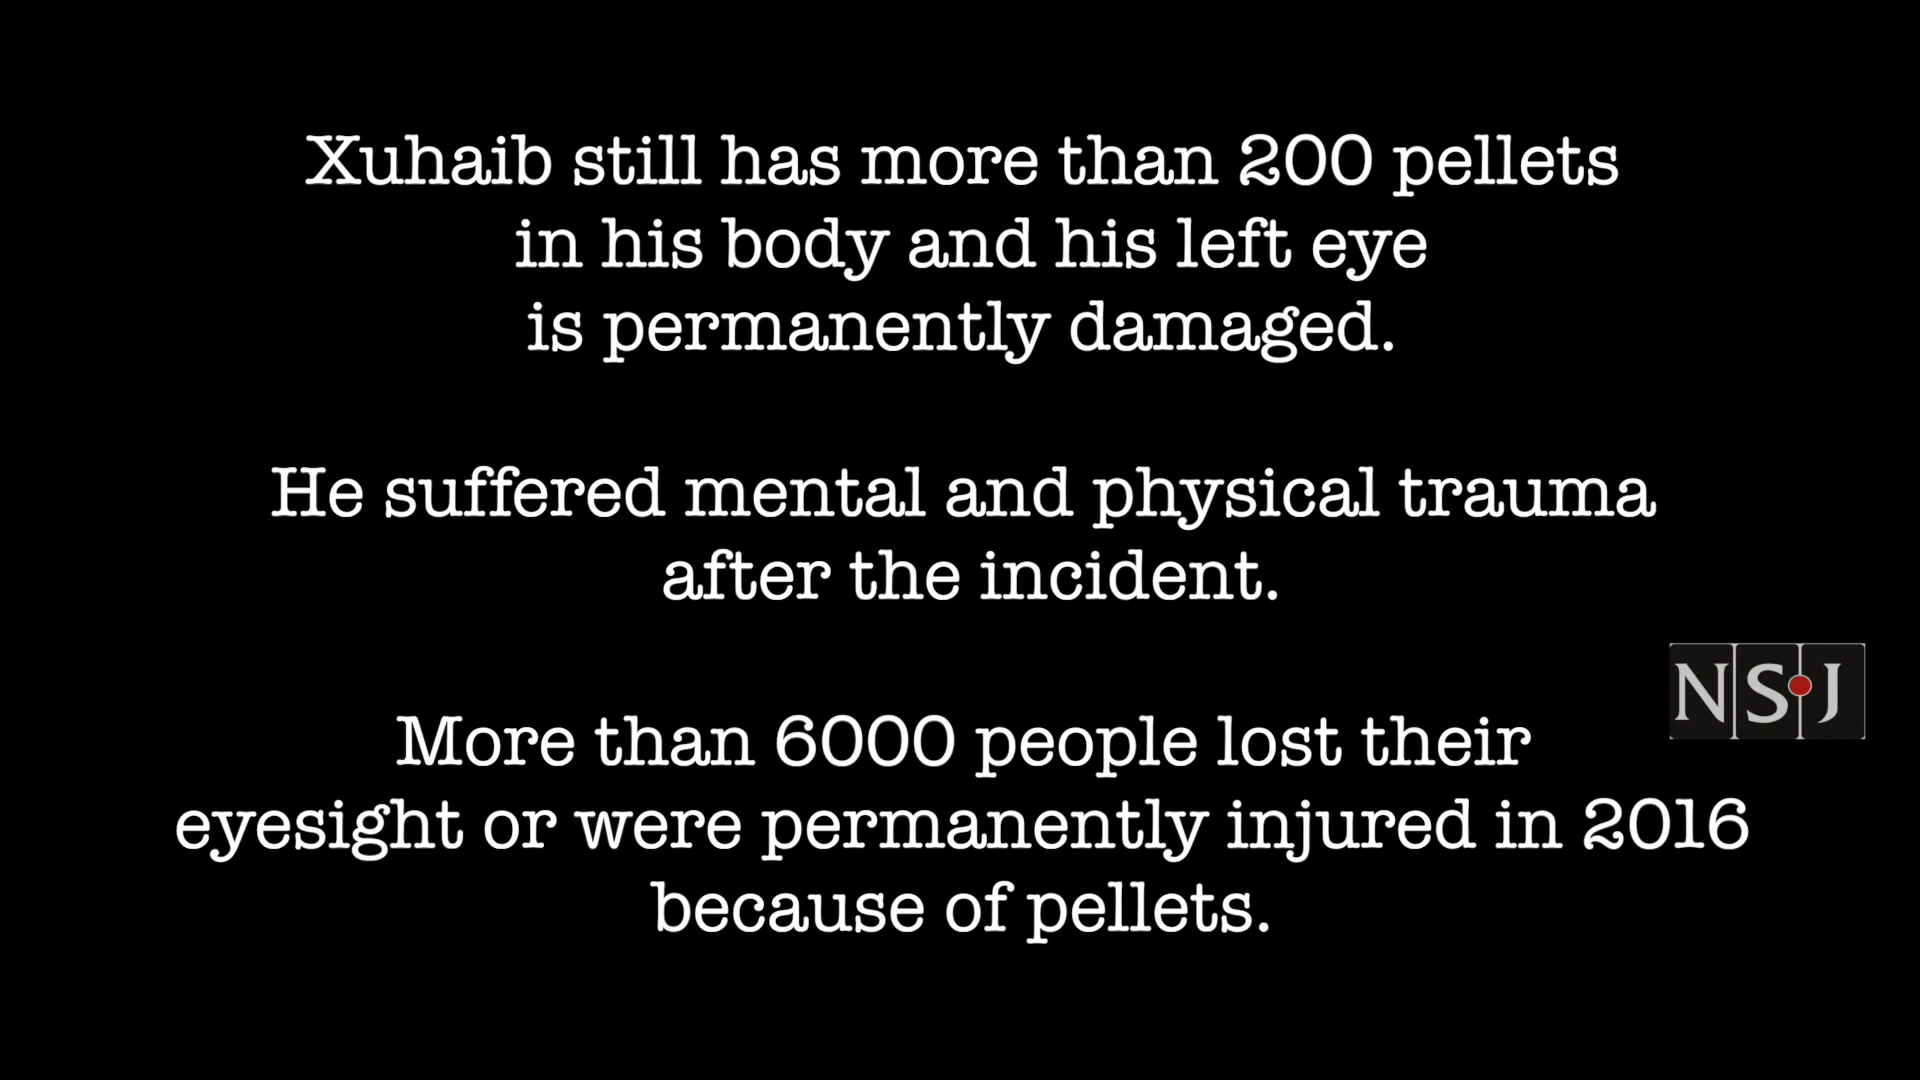 Xuhaib still has more than 200 pellets
in his body and his left eye
is permanently damaged.
He suffered mental and physical trauma
after the incident.
NSJ
More than 6000 people lost their
eyesight or were permanently injured in 2016
because of pellets.